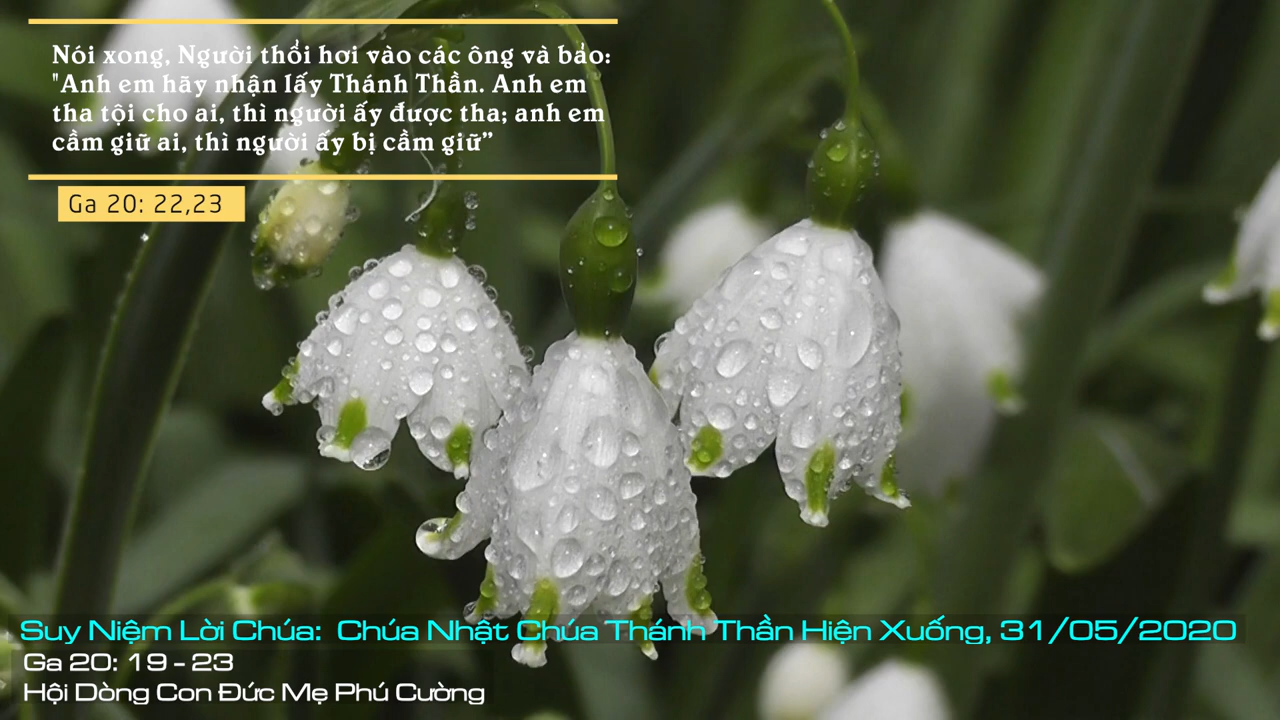 Nói xong, Người thổi hơi vào các ông và bảo:
"Anh em hãy nhận lấy Thánh Thần. Anh em
tha tội cho ai, thì người ấy được tha; anh em
cầm giữ ai, thì người ấy bị cầm giữ”
Ga 20: 22,23
Suy Niệm Lời Chúa: Chúa Nhật Chúa Thánh Thần Hiện Xuống, 31/05/2020
Ga 20: 19 - 23
Hội Dòng Con Đức Mẹ Phú Cường